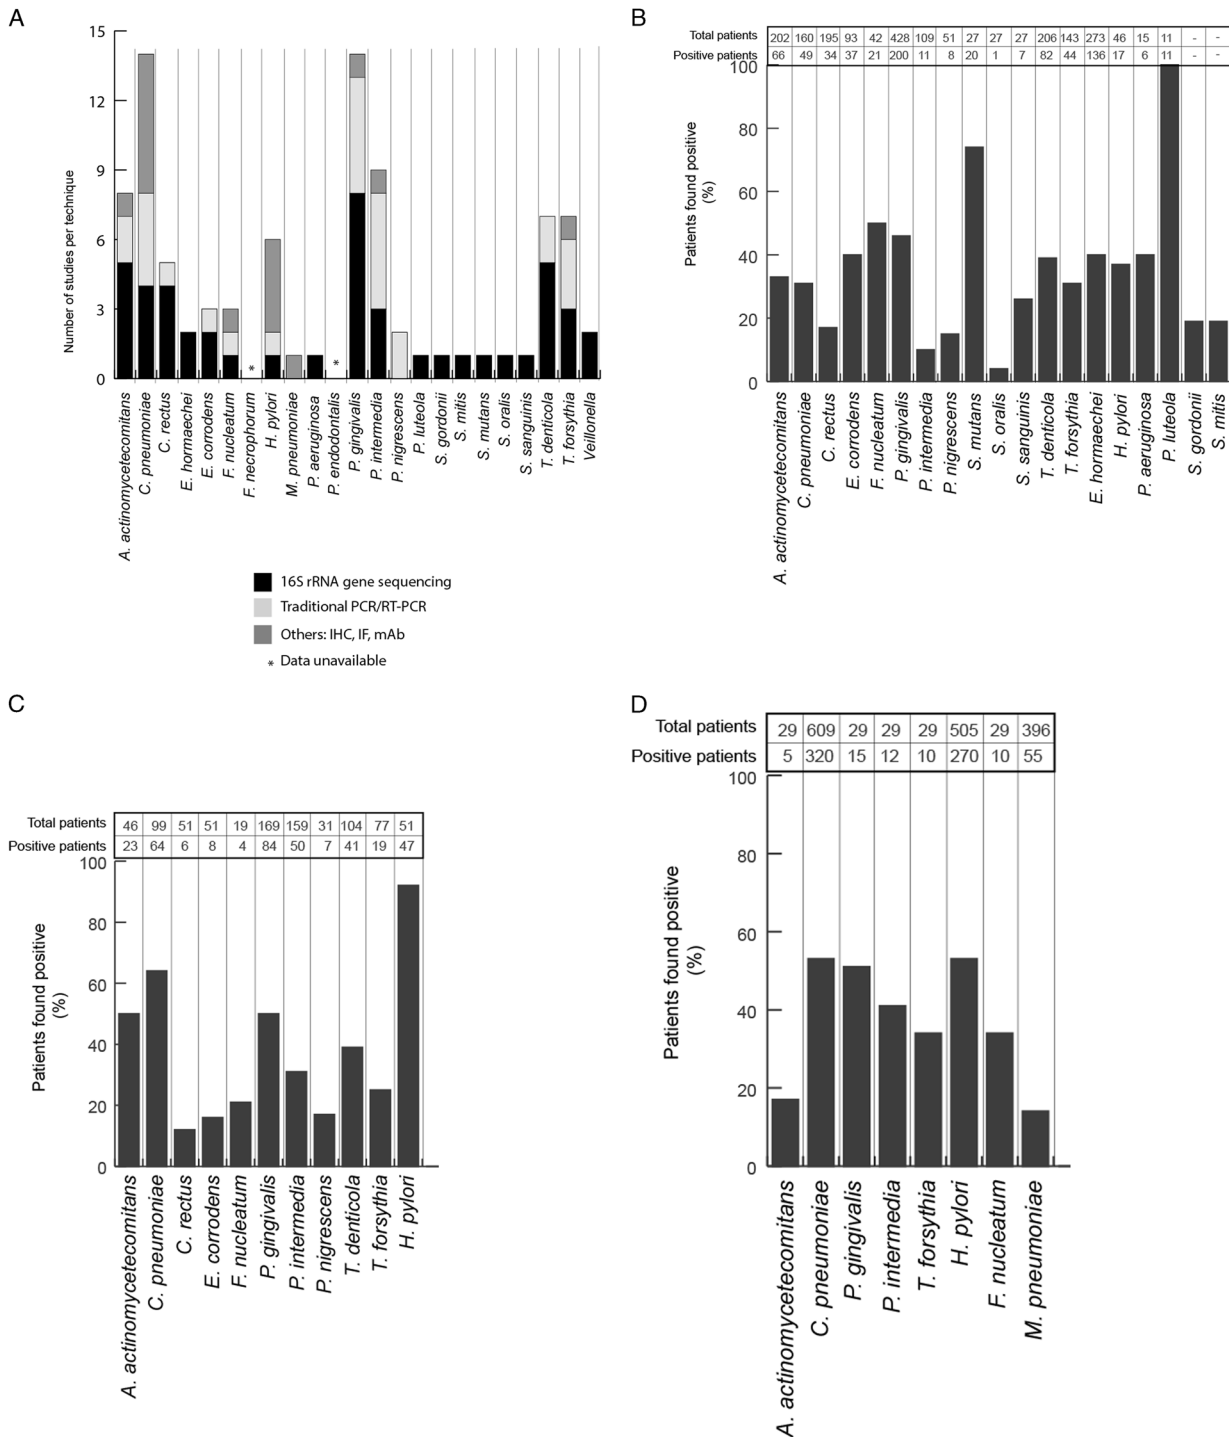 A
15
12
9
6
3
0
Number of studies per technique
*
*
A. actinomycetecomitans
C. pneumoniae
C. rectus
E. hormaechei
E. corrodens
F. nucleatum
F. necrophorum
H. pylori
M. pneumoniae
P. aeruginosa
P. endodontalis
P. gingivalis
P. intermedia
P. nigrescens
P. luteola
S. gordonii
S. mitis
S. mutans
S. oralis
S. sanguinis
T. denticola
T. forsythia
Veillonella
16S rRNA gene sequencing
Traditional PCR/RT-PCR
Others: IHC, IF, mAb
* Data unavailable
B
Total patients 202 160 195 93 42 428 109 51 27 27 27 206 143 273 46 15 11 - -
Positive patients 66 49 34 37 21 200 11 8 20 1 7 82 44 136 17 6 11 - -
100
80
60
40
20
0
Patients found positive
(%)
A. actinomycetecomitans
C. pneumoniae
C. rectus
E. corrodens
F. nucleatum
P. gingivalis
P. intermedia
P. nigrescens
S. mutans
S. oralis
S. sanguinis
T. denticola
T. forsythia
E. hormaechei
H. pylori
P. aeruginosa
P. luteola
S. gordonii
S. mitis
C
Total patients 46 99 51 51 19 169 159 31 104 77 51
Positive patients 23 64 6 8 4 84 50 7 41 19 47
100
80
60
40
20
0
Patients found positive
(%)
A. actinomycetecomitans
C. pneumoniae
C. rectus
E. corrodens
F. nucleatum
P. gingivalis
P. intermedia
P. nigrescens
T. denticola
T. forsythia
H. pylori
D
Total patients 29 609 29 29 29 505 29 396
Positive patients 5 320 15 12 10 270 10 55
100
80
60
40
20
0
Patients found positive
(%)
A. actinomycetecomitans
C. pneumoniae
P. gingivalis
P. intermedia
T. forsythia
H. pylori
F. nucleatum
M. pneumoniae